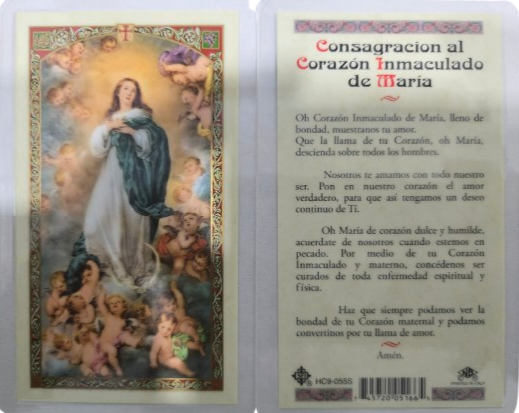 Consagracion al
Corazón Inmaculado
de María
Oh Corazón Inmaculado de María, lleno de
bondad, muestranos tu amor.
Que la llama de tu Corazón, oh María,
descienda sobre todos los hombres.
Nosotros te amamos con todo nuestro
ser. Pon en nuestro corazón el amor
verdadero, para que así tengamos un deseo
continuo de Ti.
Oh María de corazón dulce y humilde,
acuerdate de nosotros cuando estemos en
pecado. Por medio de tu Corazón
Inmaculado y materno, concédenos ser
curados de toda enfermedad espiritual y
física.
Haz que siempre podamos ver la
bondad de tu Corazón maternal y podamos
convertinos por tu llama de amor.
Amén.
HC9-055S